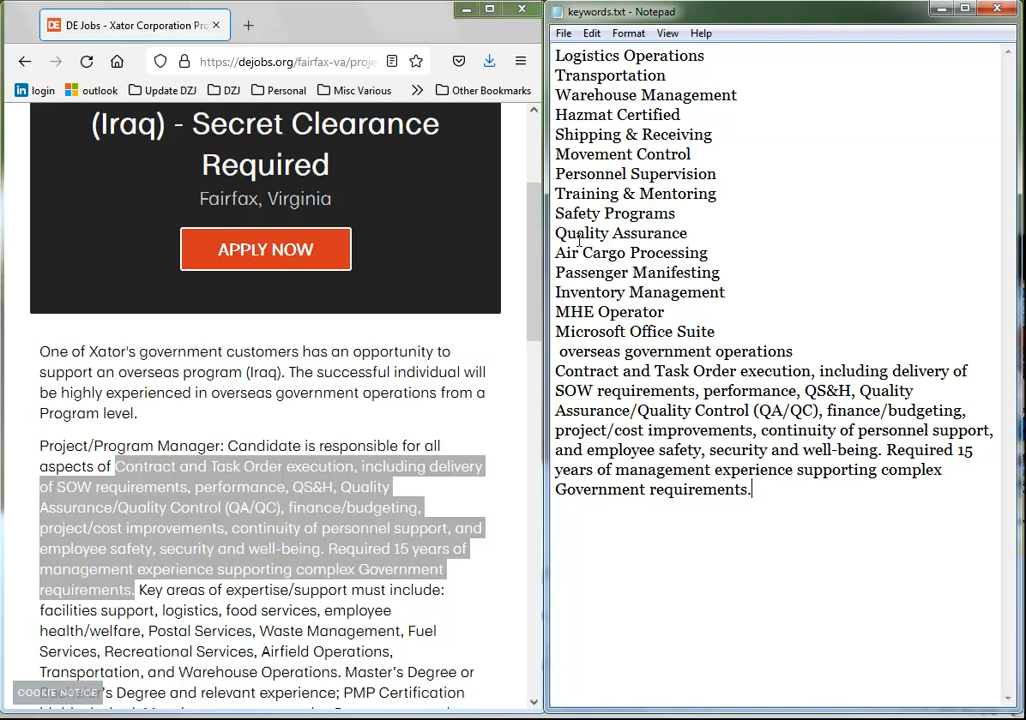 DE Jobs - Xator Corporation Pro
https://dejobs.org/fairfax-va/proje
login
outlook
Update DZJ
DZJ
Personal
Misc Various
Other Bookmarks
(Iraq) - Secret Clearance
Required
Fairfax, Virginia
APPLY NOW
One of Xator's government customers has an opportunity to
support an overseas program (Iraq). The successful individual will
be highly experienced in overseas government operations from a
Program level.
Project/Program Manager: Candidate is responsible for all
aspects of Contract and Task Order execution, including delivery
of SOW requirements, performance, QS&H, Quality
Assurance/Quality Control (QA/QC), finance/budgeting,
project/cost improvements, continuity of personnel support, and
employee safety, security and well-being. Required 15 years of
management experience supporting complex Government
requirements. Key areas of expertise/support must include:
facilities support, logistics, food services, employee
health/welfare, Postal Services, Waste Management, Fuel
Services, Recreational Services, Airfield Operations,
Transportation, and Warehouse Operations. Master's Degree or
Degree and relevant experience; PMP Certification
COOKIE NOTICE
keywords.txt - Notepad
File Edit Format View Help
Logistics Operations
Transportation
Warehouse Management
Hazmat Certified
Shipping & Receiving
Movement Control
Personnel Supervision
Training & Mentoring
Safety Programs
Quality Assurance
Air Cargo Processing
Passenger Manifesting
Inventory Management
MHE Operator
Microsoft Office Suite
overseas government operations
Contract and Task Order execution, including delivery of
SOW requirements, performance, QS&H, Quality
Assurance/Quality Control (QA/QC), finance/budgeting,
project/cost improvements, continuity of personnel support,
and employee safety, security and well-being. Required 15
years of management experience supporting complex
Government requirements.